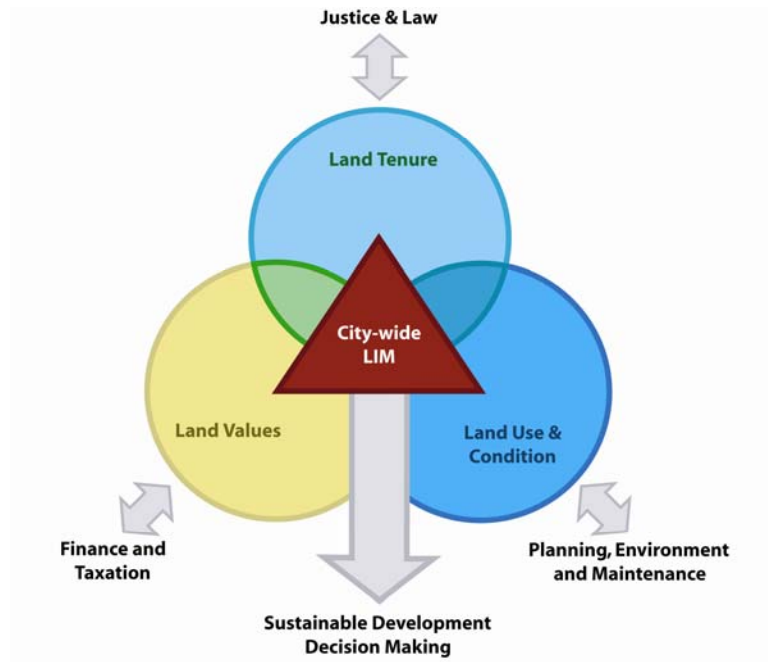 Justice & Law
Land Tenure
City-wide
LIM
Land Values
Land Use &
Condition
Finance and
Taxation
Planning, Environment
and Maintenance
Sustainable Development
Decision Making